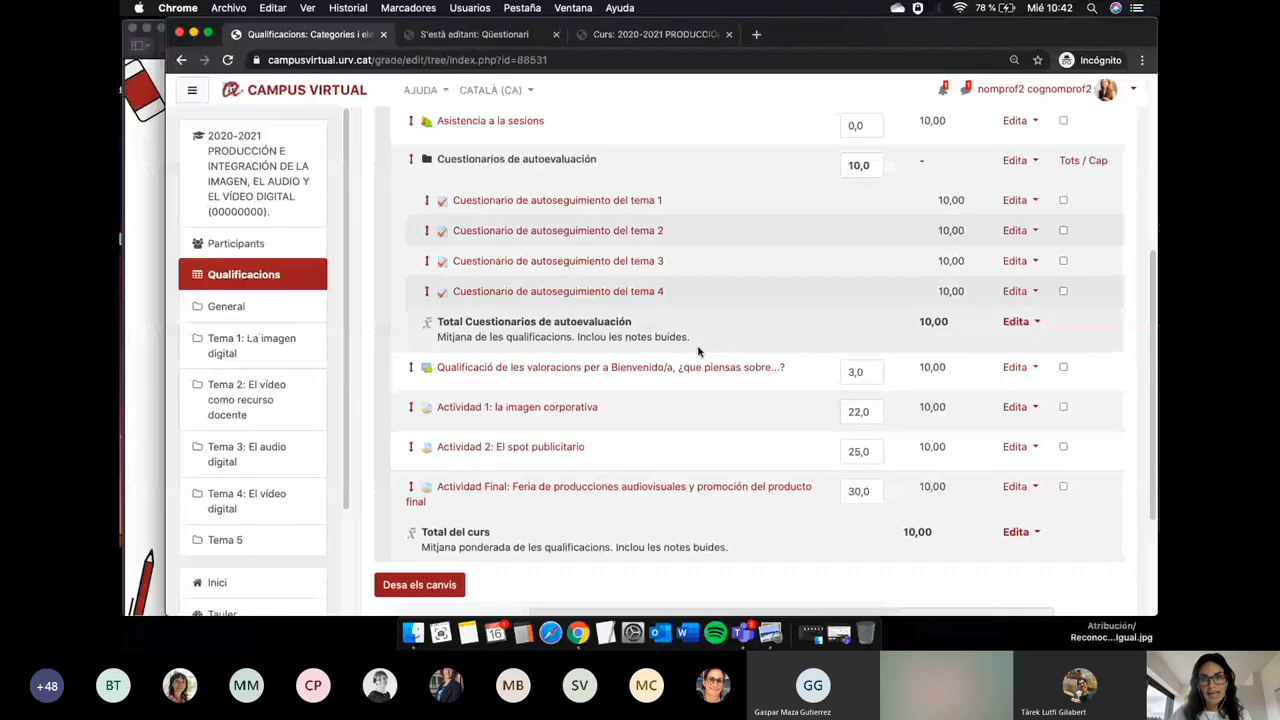 Chrome Archivo Editar Ver Historial Marcadores Usuarios Pestaña Ventana Ayuda 78 % Mié 10:42
Qualificacions: Categories i ele
S'està editant: Qüestionari
Curs: 2020-2021 PRODUCCIÓ
campusvirtual.urv.cat/grade/edit/tree/index.php?id=88531
Incógnito
CAMPUS VIRTUAL AJUDA CATALÀ (CA) nomprof2 cognomprof2
2020-2021
PRODUCCIÓN E
INTEGRACIÓN DE LA
IMAGEN, EL AUDIO Y
EL VÍDEO DIGITAL
(00000000).
Participants
Qualificacions
General
Tema 1: La imagen
digital
Tema 2: El vídeo
como recurso
docente
Tema 3: El audio
digital
Tema 4: El vídeo
digital
Tema 5
Inici
Tauler
Asistencia a la sesions 0,0 10,00 Edita
Cuestionarios de autoevaluación 10,0 - Edita Tots / Cap
Cuestionario de autoseguimiento del tema 1 10,00 Edita
Cuestionario de autoseguimiento del tema 2 10,00 Edita
Cuestionario de autoseguimiento del tema 3 10,00 Edita
Cuestionario de autoseguimiento del tema 4 10,00 Edita
Total Cuestionarios de autoevaluación 10,00 Edita
Mitjana de les qualificacions. Inclou les notes buides.
Qualificació de les valoracions per a Bienvenido/a, ¿que piensas sobre...? 3,0 10,00 Edita
Actividad 1: la imagen corporativa 22,0 10,00 Edita
Actividad 2: El spot publicitario 25,0 10,00 Edita
Actividad Final: Feria de producciones audiovisuales y promoción del producto 30,0 10,00 Edita
final
Total del curs 10,00 Edita
Mitjana ponderada de les qualificacions. Inclou les notes buides.
Desa els canvis
16
2
Atribución/
Reconoc...Igual.jpg
+48 BT MM CP MB SV MC GG
Gaspar Maza Gutierrez
Tàrek Lutfi Gilabert